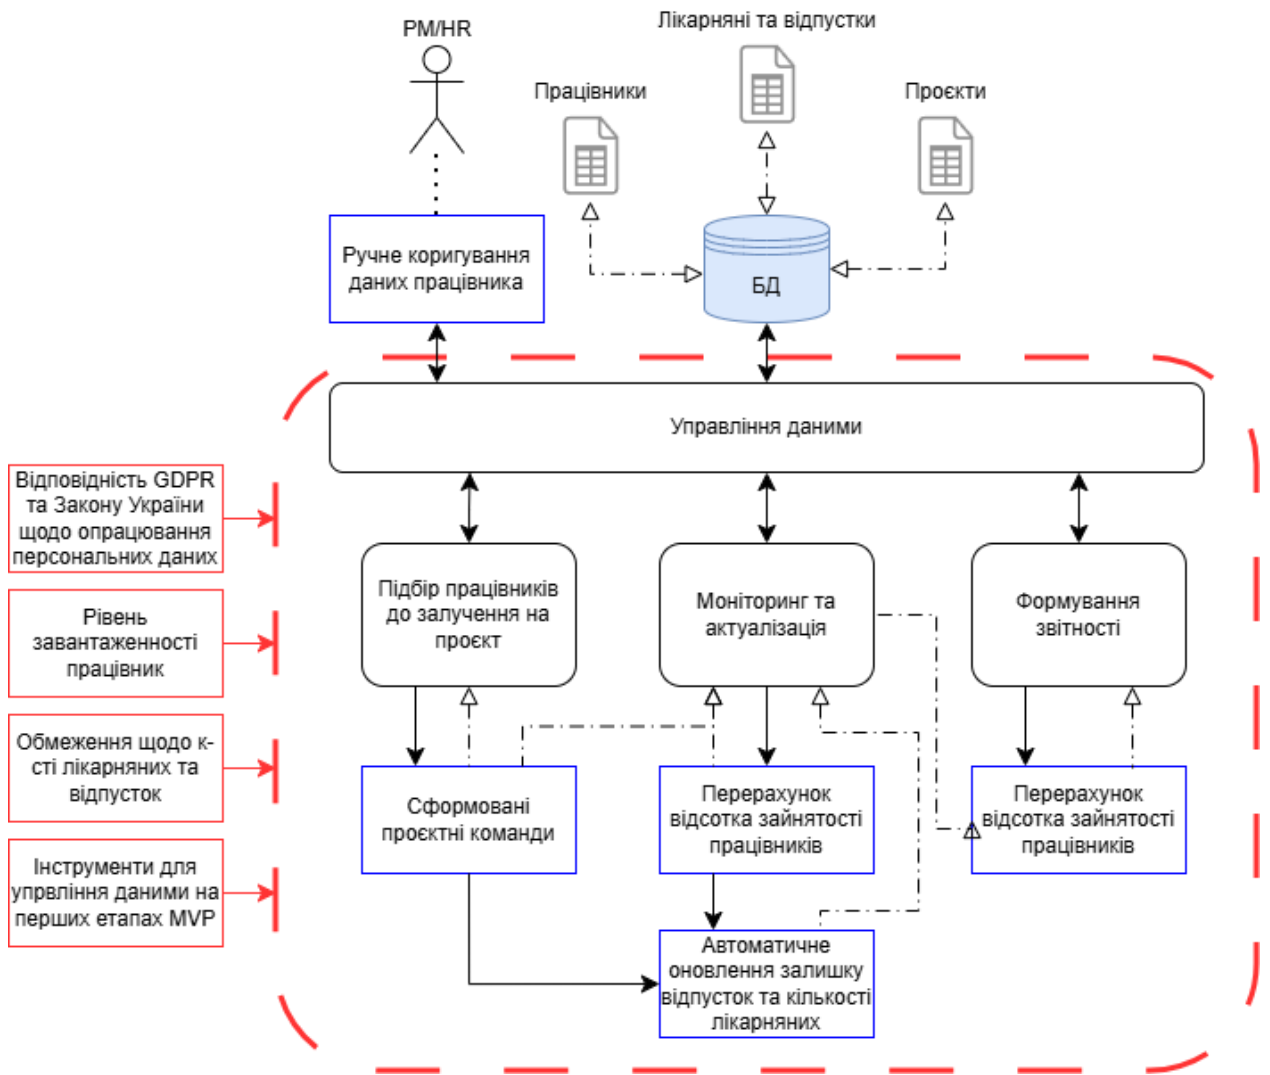 PM/HR
Лікарняні та відпустки
Працівники
Проєкти
Ручне коригування
даних працівника
БД
Управління даними
Відповідність GDPR
та Закону України
щодо опрацювання
персональних даних
Рівень
завантаженності
працівник
Обмеження щодо к-
сті лікарняних та
відпусток
Інструменти для
упрвління даними на
перших етапах MVP
Підбір працівників
до залучення на
проєкт
Моніторинг та
актуалізація
Формування
звітності
Сформовані
проєктні команди
Перерахунок
відсотка зайнятості
працівників
Перерахунок
відсотка зайнятості
працівників
Автоматичне
оновлення залишку
відпусток та кількості
лікарняних